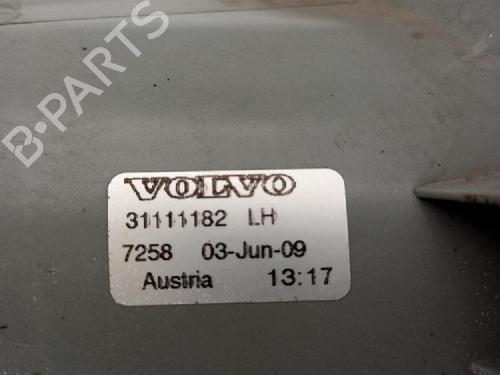 B-PARTS
VOLVO
31111182 LH
7258 03-Jun-09
Austria 13:17